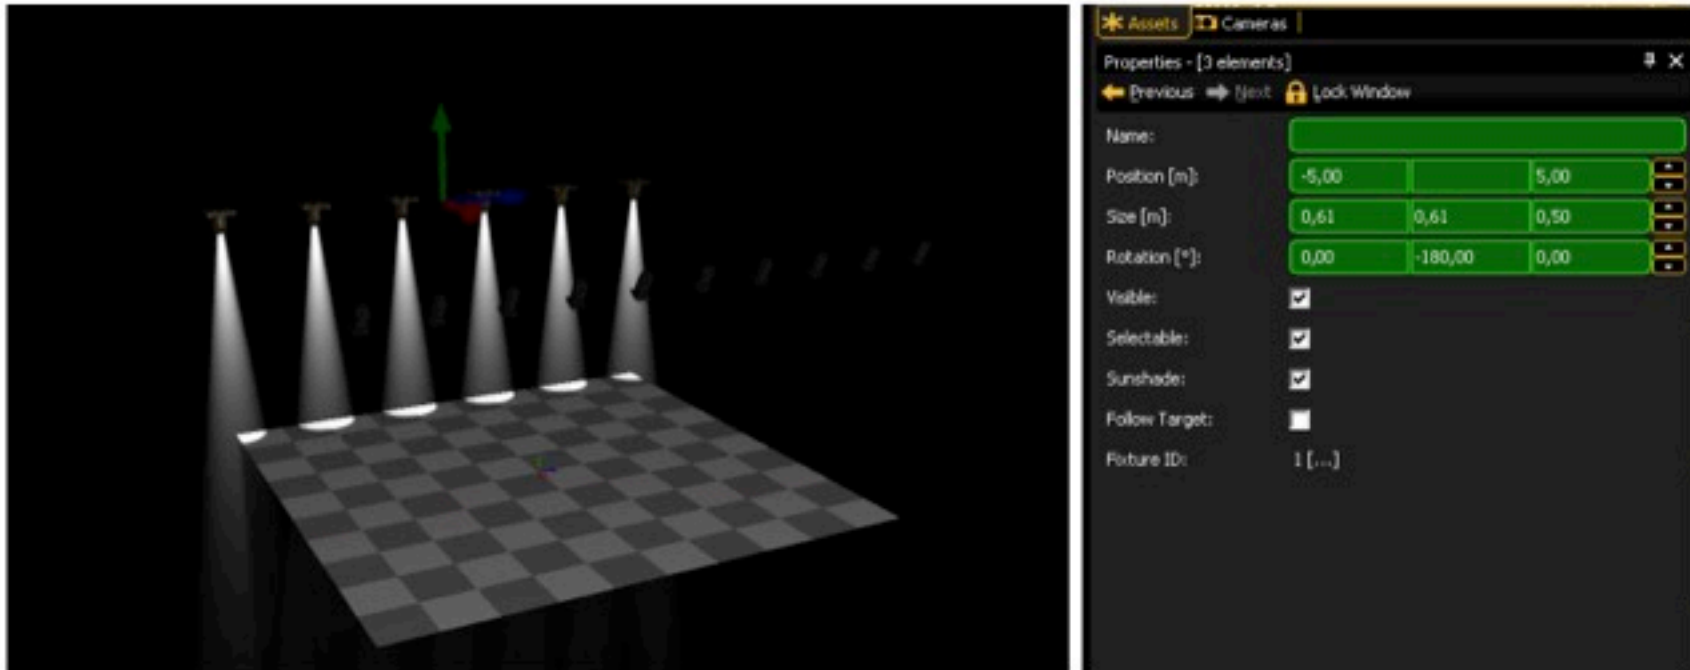 Assets Cameras
Properties - [3 elements]
Previous Next Lock Window
Name:
Position [m]: -5,00 5,00
Size [m]: 0,61 0,61 0,50
Rotation [°]: 0,00 -180,00 0,00
Visible:
Selectable:
Sunshade:
Follow Target:
Fixture ID: 1 [...]